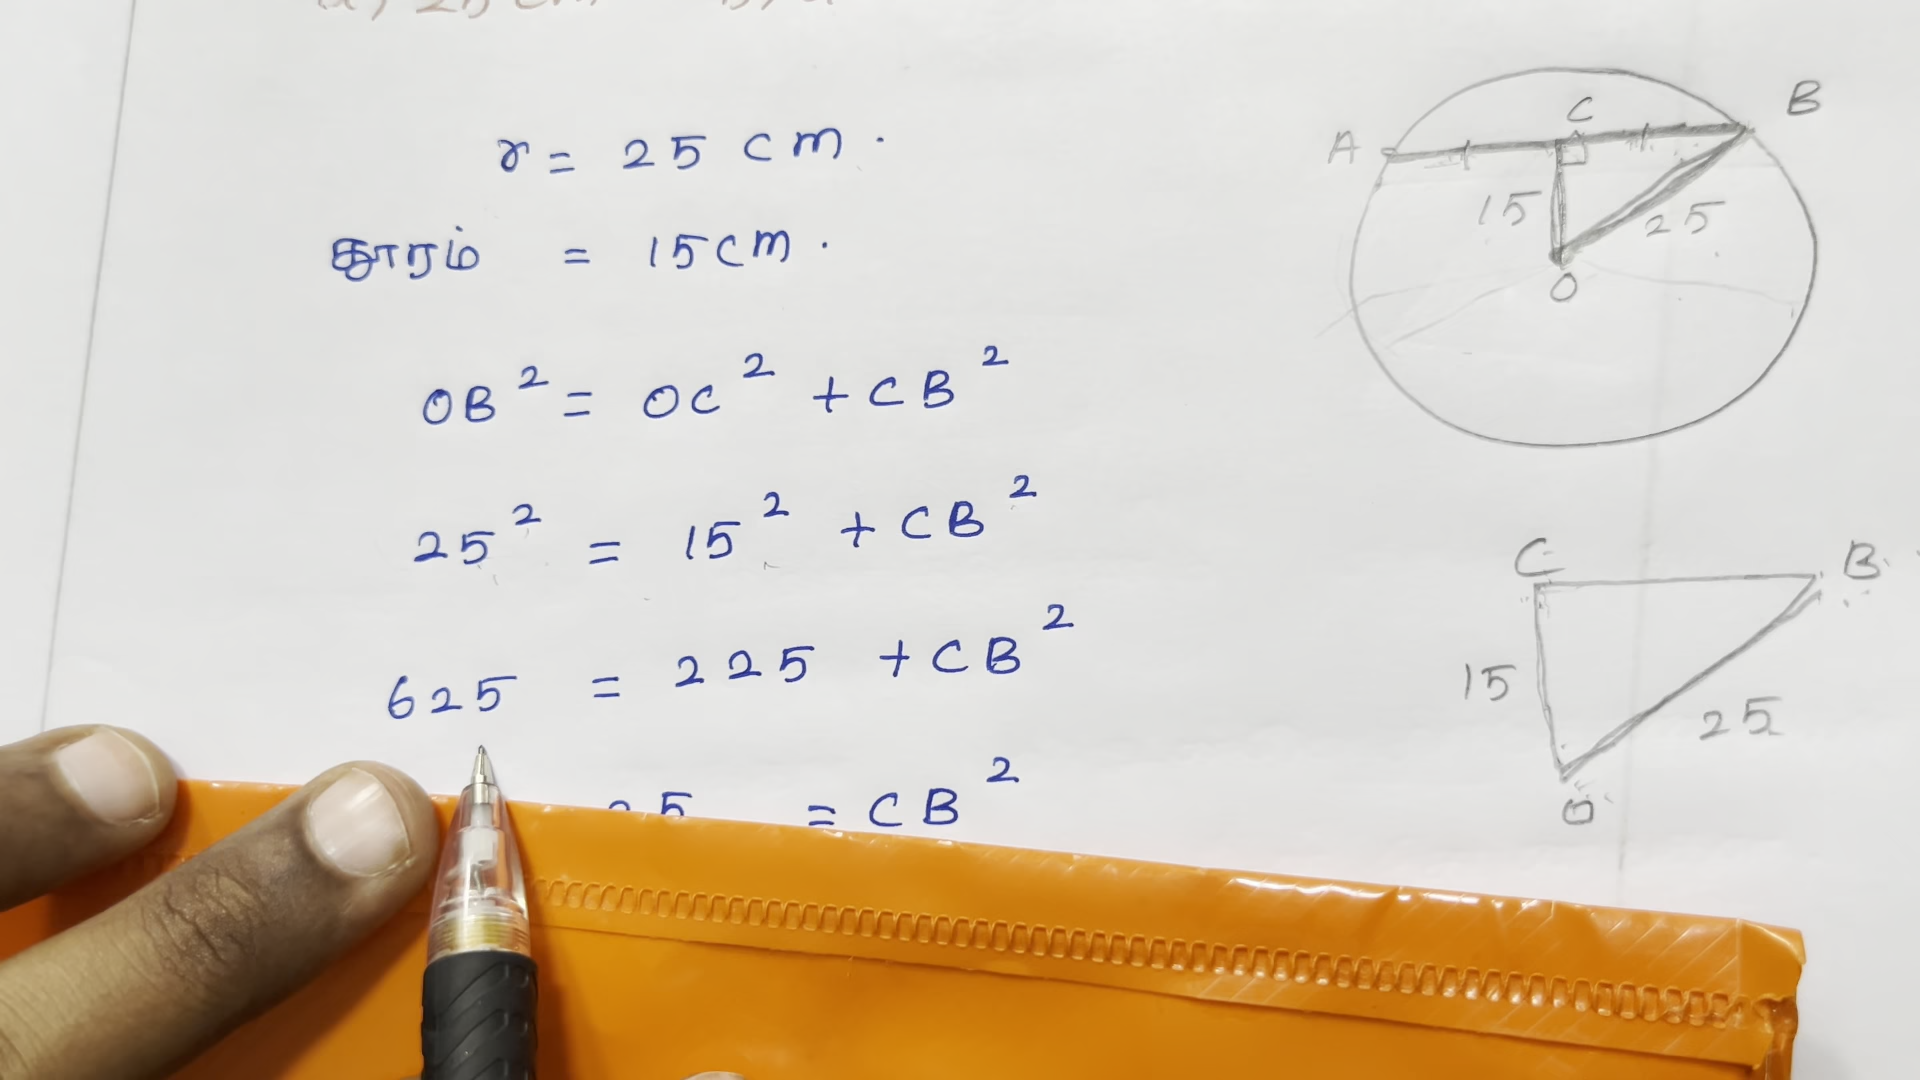 r = 25 cm.
தூரம் = 15cm.
OB² = OC² + CB²
25² = 15² + CB²
625 = 225 + CB²
= CB²
A
C
B
15
25
O
C
B
15
25
O